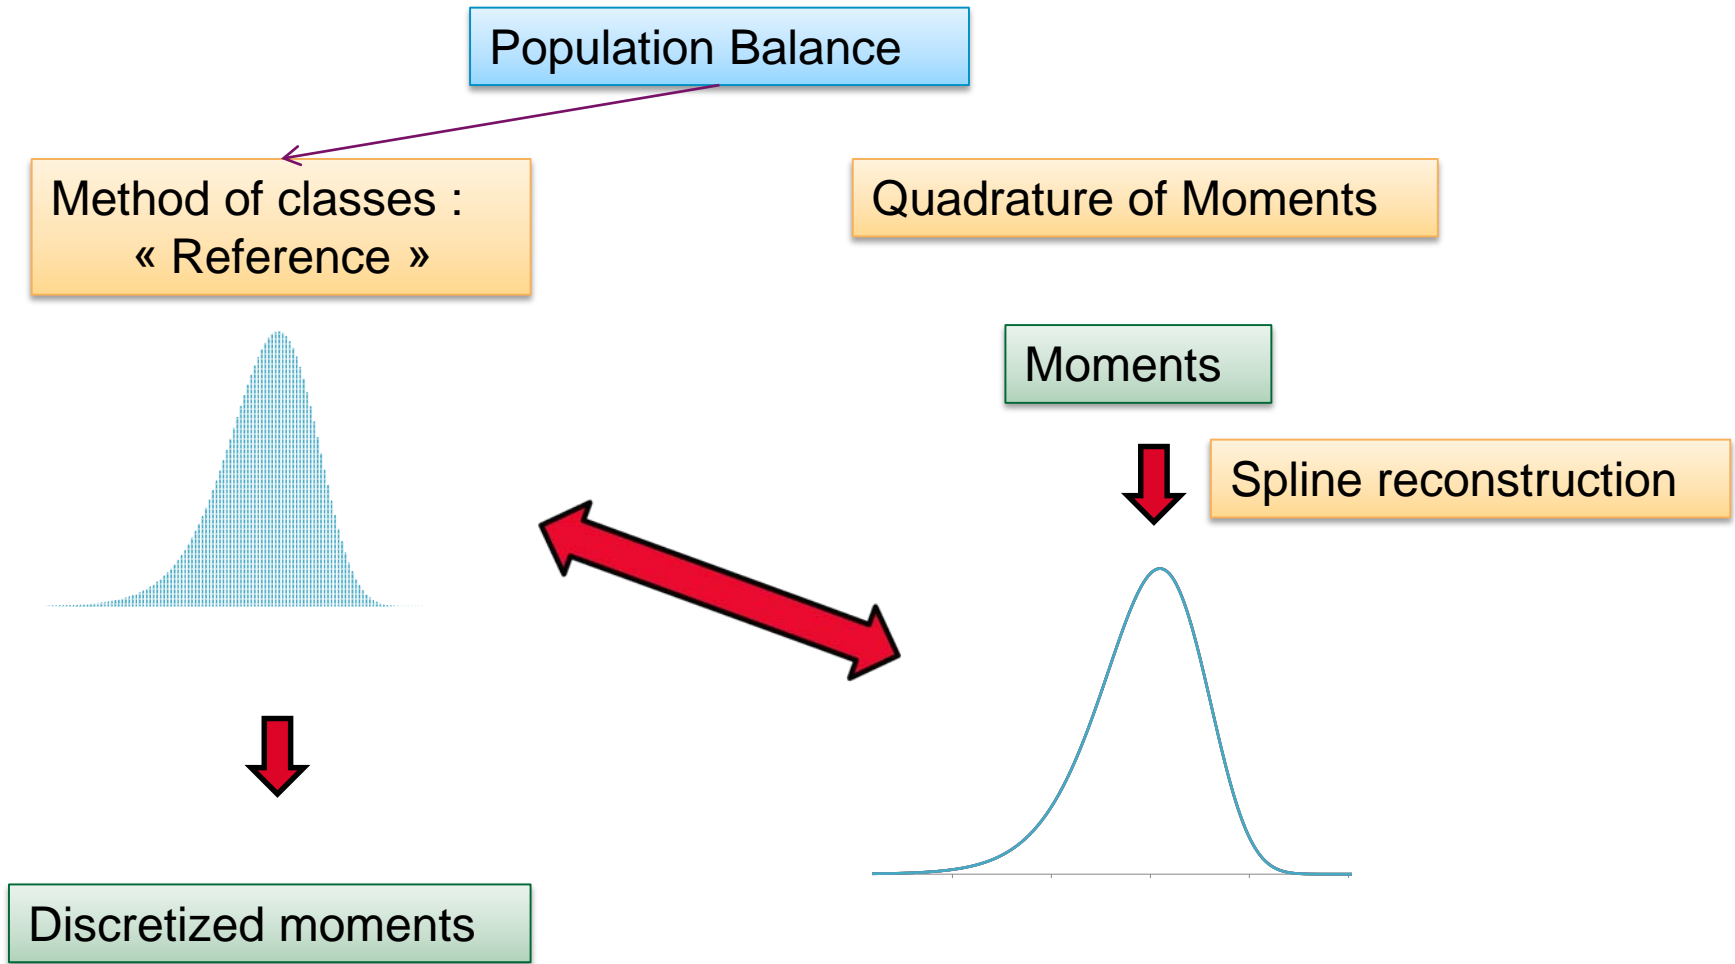 Population Balance
Method of classes :
« Reference »
Quadrature of Moments
Moments
Spline reconstruction
Discretized moments